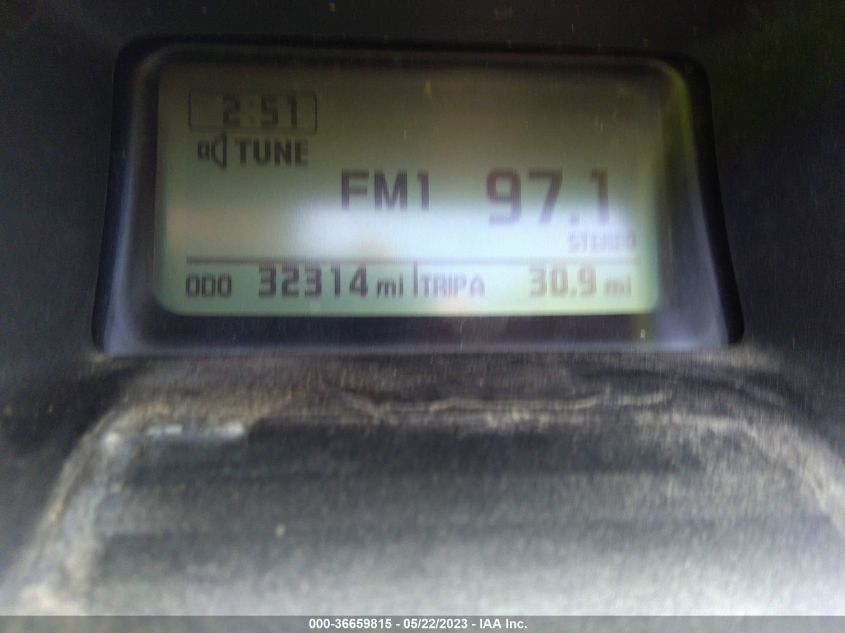 2:51
TUNE
FM1 97.1
STEREO
ODO 32314 mi TRIP A 30.9 mi
000-36659815 - 05/22/2023 - IAA Inc.